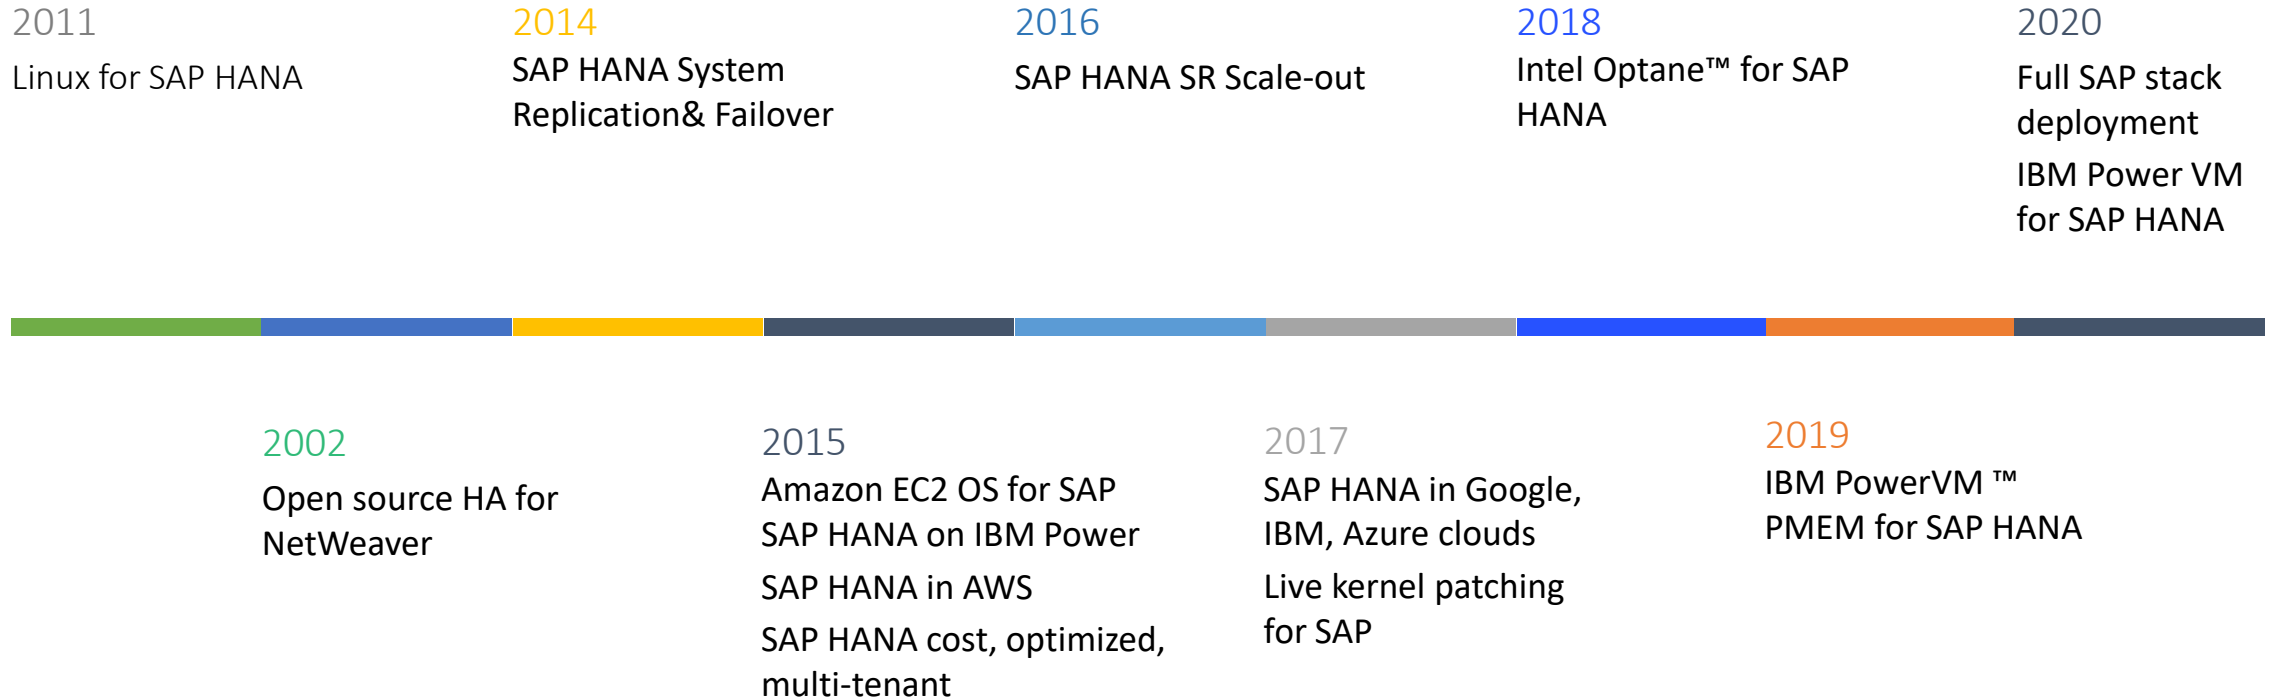 2011
Linux for SAP HANA
2014
SAP HANA System
Replication& Failover
2016
SAP HANA SR Scale-out
2018
Intel Optane™ for SAP
HANA
2020
Full SAP stack
deployment
IBM Power VM
for SAP HANA
2002
Open source HA for
NetWeaver
2015
Amazon EC2 OS for SAP
SAP HANA on IBM Power
SAP HANA in AWS
SAP HANA cost, optimized,
multi-tenant
2017
SAP HANA in Google,
IBM, Azure clouds
Live kernel patching
for SAP
2019
IBM PowerVM ™
PMEM for SAP HANA